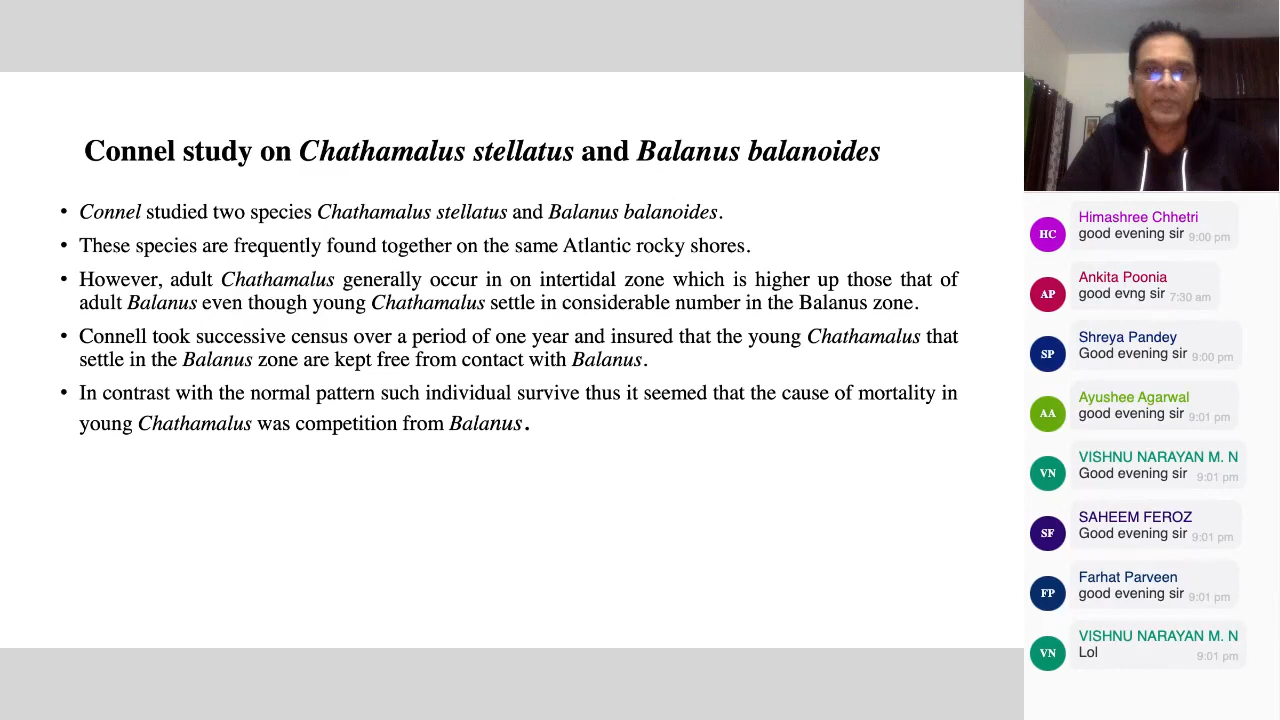 Connel study on Chathamalus stellatus and Balanus balanoides
• Connel studied two species Chathamalus stellatus and Balanus balanoides.
• These species are frequently found together on the same Atlantic rocky shores.
• However, adult Chathamalus generally occur in on intertidal zone which is higher up those that of
adult Balanus even though young Chathamalus settle in considerable number in the Balanus zone.
• Connell took successive census over a period of one year and insured that the young Chathamalus that
settle in the Balanus zone are kept free from contact with Balanus.
• In contrast with the normal pattern such individual survive thus it seemed that the cause of mortality in
young Chathamalus was competition from Balanus.
HC
Himashree Chhetri
good evening sir 9:00 pm
AP
Ankita Poonia
good evng sir 7:30 am
SP
Shreya Pandey
Good evening sir 9:00 pm
AA
Ayushee Agarwal
good evening sir 9:01 pm
VN
VISHNU NARAYAN M. N
Good evening sir 9:01 pm
SF
SAHEEM FEROZ
Good evening sir 9:01 pm
FP
Farhat Parveen
good evening sir 9:01 pm
VN
VISHNU NARAYAN M. N
Lol 9:01 pm